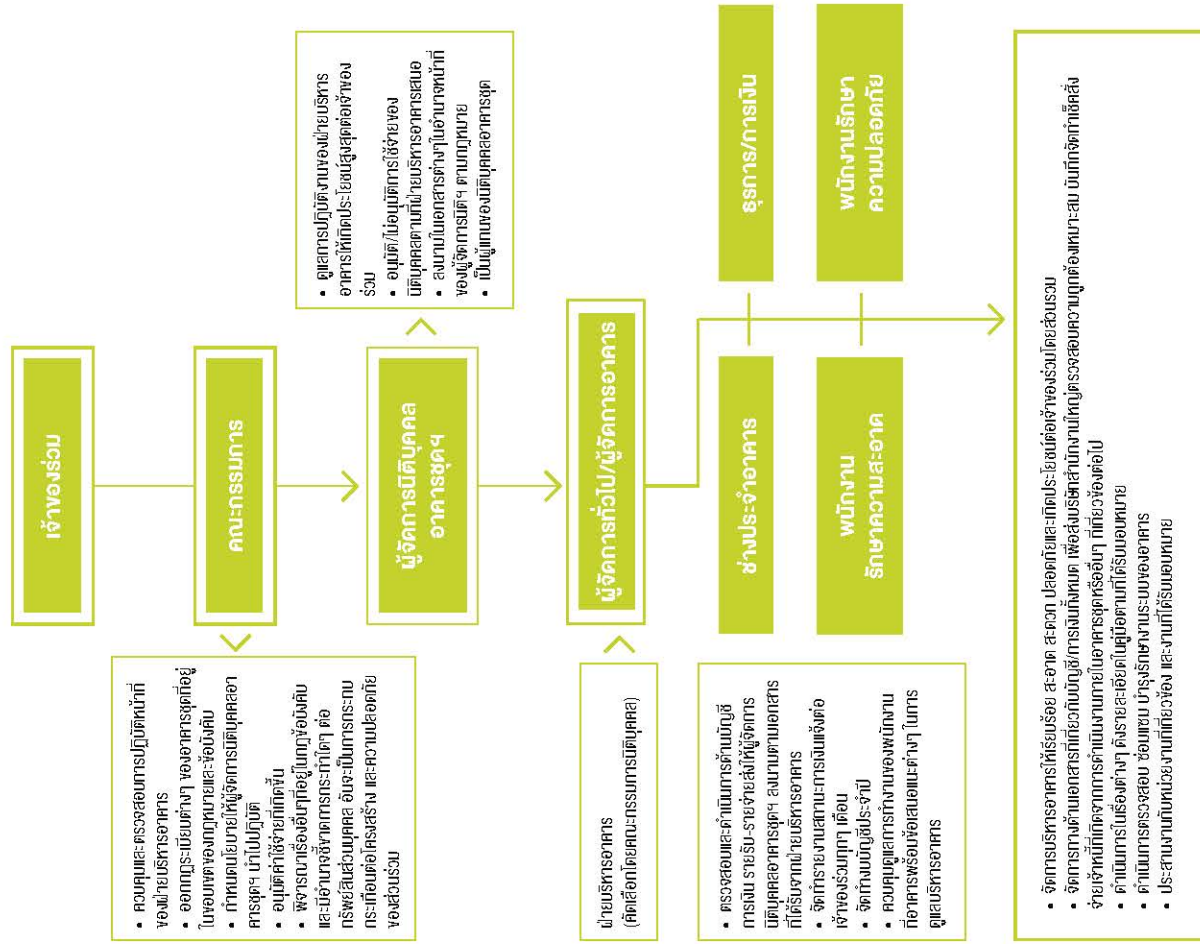 เจ้าของร่วม
คณะกรรมการ
• ควบคุมและตรวจสอบการปฏิบัติหน้าที่
ของฝ่ายบริหารอาคาร
• ออกกฎระเบียบต่างๆ ของอาคารชุดที่อยู่
ในขอบเขตของกฎหมายและข้อบังคับ
• กำหนดนโยบายให้ผู้จัดการนิติบุคคลอา
คารชุดฯ นำไปปฏิบัติ
• อนุมัติค่าใช้จ่ายที่เกิดขึ้น
• พิจารณาเรื่องอื่นๆที่อยู่ในกฎข้อบังคับ
และมีอำนาจชี้ขาดการกระทำใดๆ ต่อ
ทรัพย์สินส่วนบุคคล อันจะเป็นการกระทบ
กระเทือนต่อโครงสร้าง และความปลอดภัย
ของส่วนรวม
ผู้จัดการนิติบุคคล
อาคารชุดฯ
• ดูแลการปฏิบัติงานของฝ่ายบริหาร
อาคารให้เกิดประโยชน์สูงสุดต่อเจ้าของ
ร่วม
• อนุมัติ/ไม่อนุมัติการใช้จ่ายของ
นิติบุคคลตามที่ฝ่ายบริหารอาคารเสนอ
• ลงนามในเอกสารต่างๆในอำนาจหน้าที่
ของผู้จัดการนิติฯ ตามกฎหมาย
• เป็นผู้แทนของนิติบุคคลอาคารชุด
ฝ่ายบริหารอาคาร
(คัดเลือกโดยคณะกรรมการนิติบุคคล)
ผู้จัดการทั่วไป/ผู้จัดการอาคาร
• ตรวจสอบและดำเนินการด้านบัญชี
การเงิน รายรับ-รายจ่ายส่งให้ผู้จัดการ
นิติบุคคลอาคารชุดฯ ลงนามตามเอกสาร
ที่ได้รับจากฝ่ายบริหารอาคาร
• จัดทำรายงานสถานะการเงินแจ้งต่อ
เจ้าของร่วมทุกๆ เดือน
• จัดทำงบบัญชีประจำปี
• ควบคุมดูแลการทำงานของพนักงาน
ที่อาคารพร้อมข้อเสนอแนะต่างๆ ในการ
ดูแลบริหารอาคาร
ช่างประจำอาคาร
ธุรการ/การเงิน
พนักงาน
รักษาความสะอาด
พนักงานรักษา
ความปลอดภัย
• จัดการบริหารอาคารให้เรียบร้อย สะอาด สะดวก ปลอดภัยและเกิดประโยชน์ต่อเจ้าของร่วมโดยส่วนรวม
• จัดการทางด้านเอกสารที่เกี่ยวกับบัญชี/การเงินทั้งหมด เพื่อส่งบริษัทสำนักงานใหญ่ตรวจสอบความถูกต้องเหมาะสม บันทึกจัดทำเช็คสั่ง
จ่ายเจ้าหนี้ที่เกิดจากการดำเนินงานภายในอาคารชุดหรืออื่นๆ ที่เกี่ยวข้องต่อไป
• ดำเนินการในเรื่องต่างๆ ดังรายละเอียดในคู่มือตามที่ได้รับมอบหมาย
• ดำเนินการตรวจสอบ ซ่อมแซม บำรุงรักษางานระบบของอาคาร
• ประสานงานกับหน่วยงานที่เกี่ยวข้อง และงานที่ได้รับมอบหมาย